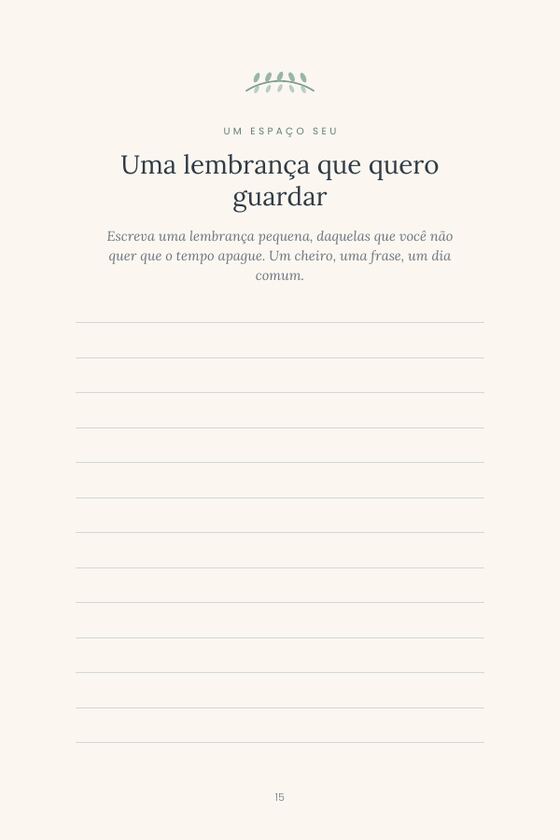 UM ESPAÇO SEU
Uma lembrança que quero
guardar
Escreva uma lembrança pequena, daquelas que você não
quer que o tempo apague. Um cheiro, uma frase, um dia
comum.
15